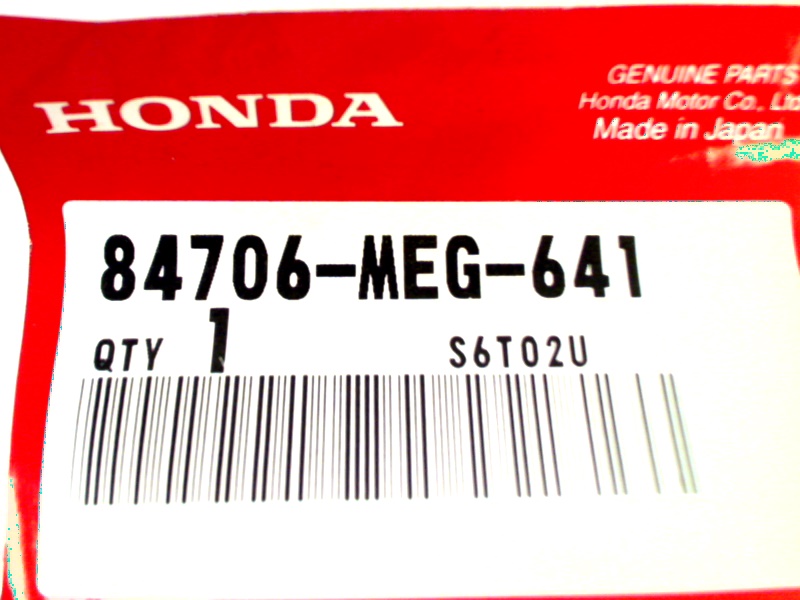 HONDA
GENUINE PARTS
Honda Motor Co., Ltd
Made in Japan
84706-MEG-641
QTY 1 S6T02U